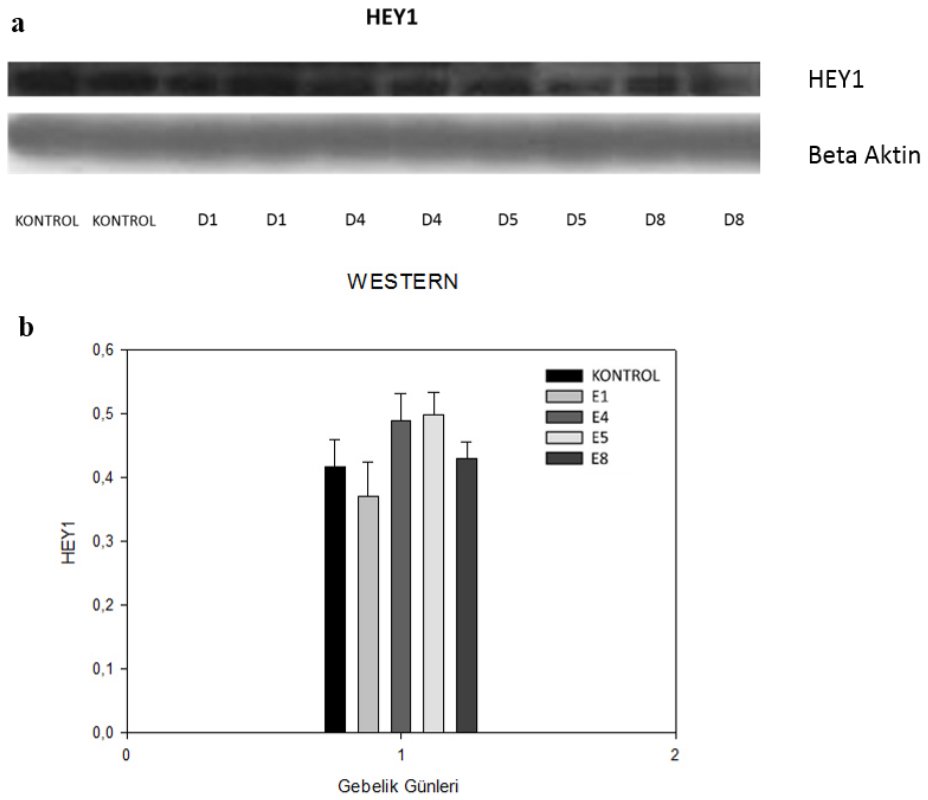 a
HEY1
HEY1
Beta Aktin
KONTROL KONTROL D1 D1 D4 D4 D5 D5 D8 D8
WESTERN
b
0,6
0,5
0,4
0,3
0,2
0,1
0,0
HEY1
KONTROL
E1
E4
E5
E8
0 1 2
Gebelik Günleri